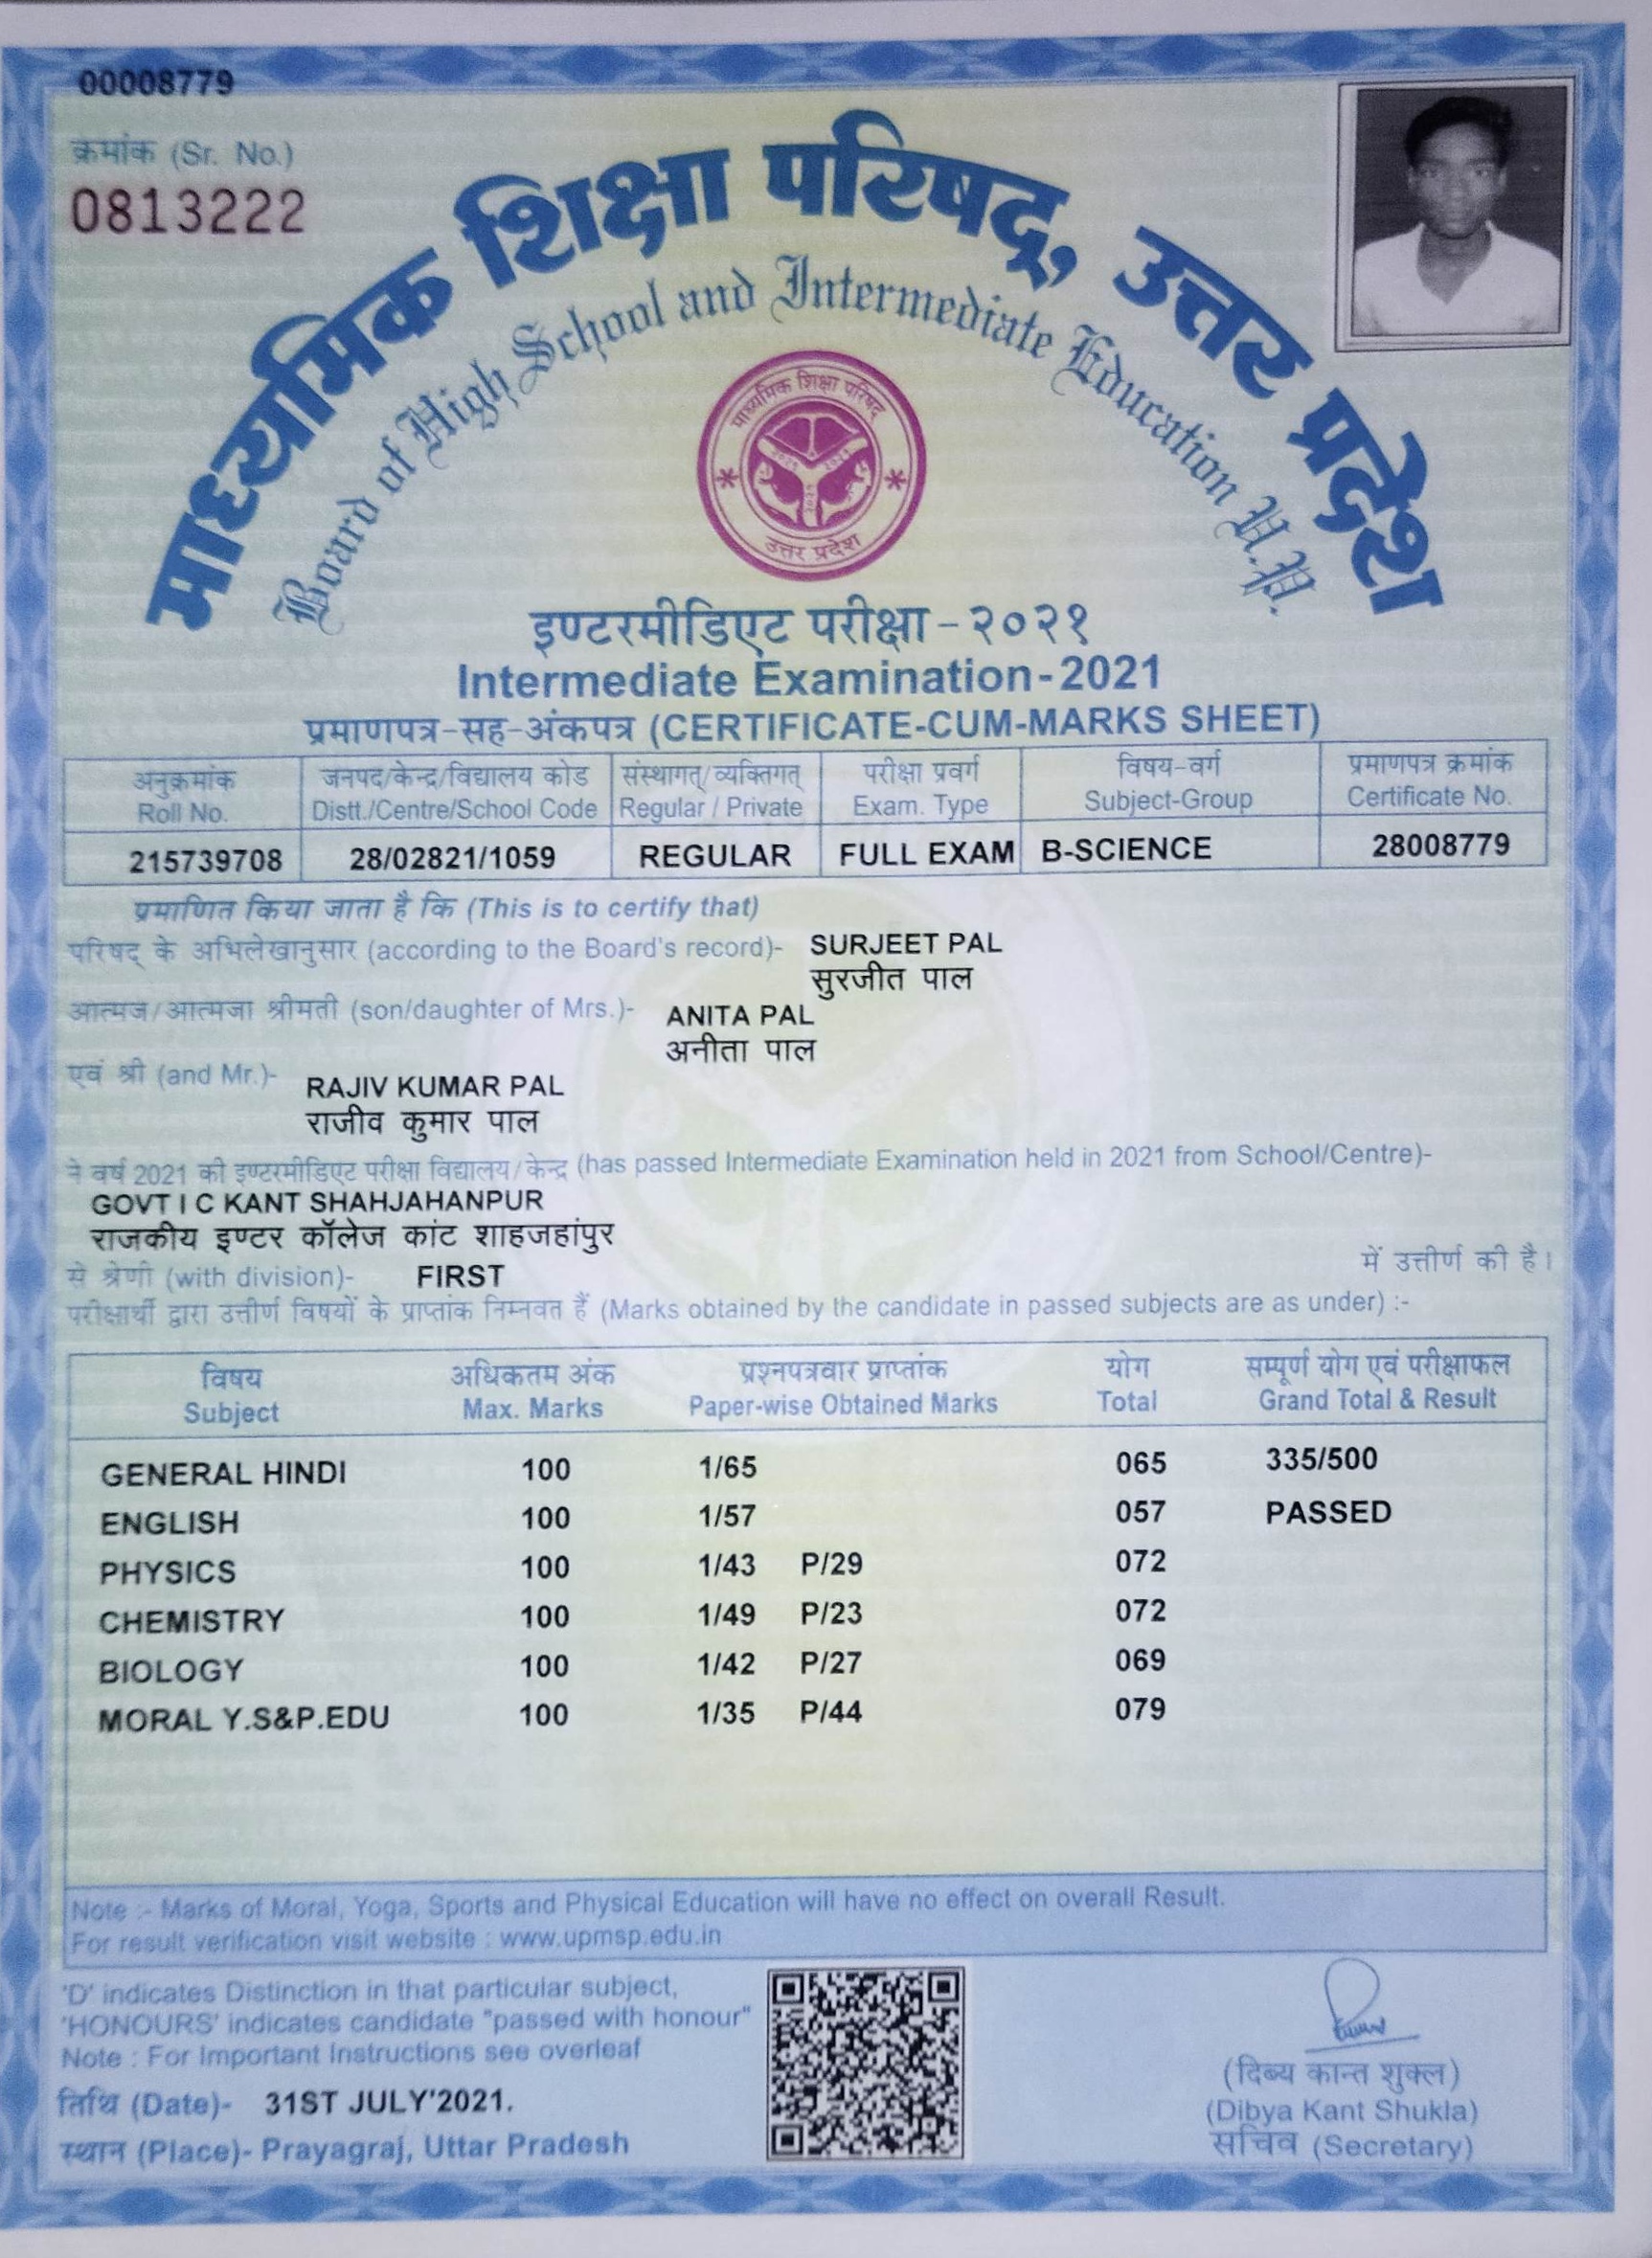 00008779
क्रमांक (Sr. No.)
0813222
माध्यमिक शिक्षा परिषद्, उत्तर प्रदेश
Board of High School and Intermediate Education U.P.
माध्यमिक शिक्षा परिषद्
उत्तर प्रदेश
इण्टरमीडिएट परीक्षा-२०२१
Intermediate Examination-2021
प्रमाणपत्र-सह-अंकपत्र (CERTIFICATE-CUM-MARKS SHEET)
अनुक्रमांक जनपद/केन्द्र/विद्यालय कोड संस्थागत्/व्यक्तिगत् परीक्षा प्रवर्ग विषय-वर्ग प्रमाणपत्र क्रमांक
Roll No. Distt./Centre/School Code Regular / Private Exam. Type Subject-Group Certificate No.
215739708 28/02821/1059 REGULAR FULL EXAM B-SCIENCE 28008779
प्रमाणित किया जाता है कि (This is to certify that)
परिषद् के अभिलेखानुसार (according to the Board's record)- SURJEET PAL
सुरजीत पाल
आत्मज/आत्मजा श्रीमती (son/daughter of Mrs.)- ANITA PAL
अनीता पाल
एवं श्री (and Mr.)- RAJIV KUMAR PAL
राजीव कुमार पाल
ने वर्ष 2021 की इण्टरमीडिएट परीक्षा विद्यालय/केन्द्र (has passed Intermediate Examination held in 2021 from School/Centre)-
GOVT I C KANT SHAHJAHANPUR
राजकीय इण्टर कॉलेज कांट शाहजहांपुर
से श्रेणी (with division)- FIRST में उत्तीर्ण की है।
परीक्षार्थी द्वारा उत्तीर्ण विषयों के प्राप्तांक निम्नवत हैं (Marks obtained by the candidate in passed subjects are as under) :-
विषय अधिकतम अंक प्रश्नपत्रवार प्राप्तांक योग सम्पूर्ण योग एवं परीक्षाफल
Subject Max. Marks Paper-wise Obtained Marks Total Grand Total & Result
GENERAL HINDI 100 1/65 065 335/500
ENGLISH 100 1/57 057 PASSED
PHYSICS 100 1/43 P/29 072
CHEMISTRY 100 1/49 P/23 072
BIOLOGY 100 1/42 P/27 069
MORAL Y.S&P.EDU 100 1/35 P/44 079
Note :- Marks of Moral, Yoga, Sports and Physical Education will have no effect on overall Result.
For result verification visit website : www.upmsp.edu.in
'D' indicates Distinction in that particular subject,
'HONOURS' indicates candidate "passed with honour"
Note : For Important Instructions see overleaf
तिथि (Date)- 31ST JULY'2021.
स्थान (Place)- Prayagraj, Uttar Pradesh
(दिब्य कान्त शुक्ल)
(Dibya Kant Shukla)
सचिव (Secretary)